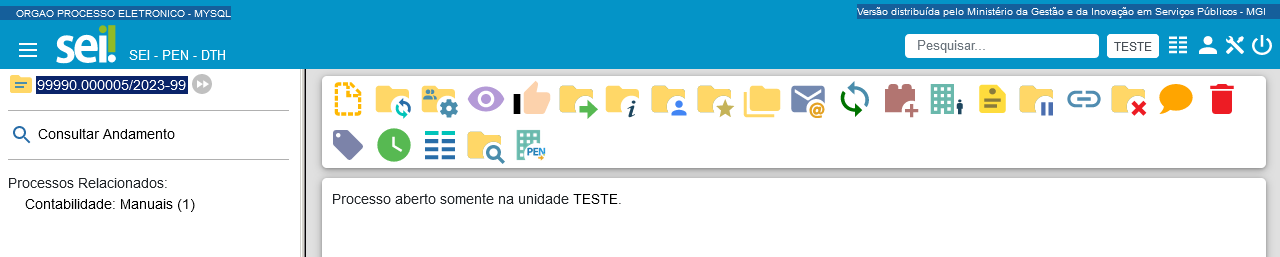 ORGAO PROCESSO ELETRONICO - MYSQL
Versão distribuída pelo Ministério da Gestão e da Inovação em Serviços Públicos - MGI
sei!
SEI - PEN - DTH
Pesquisar...
TESTE
99990.000005/2023-99
Consultar Andamento
Processos Relacionados:
Contabilidade: Manuais (1)
i
@
PEN
Processo aberto somente na unidade TESTE.